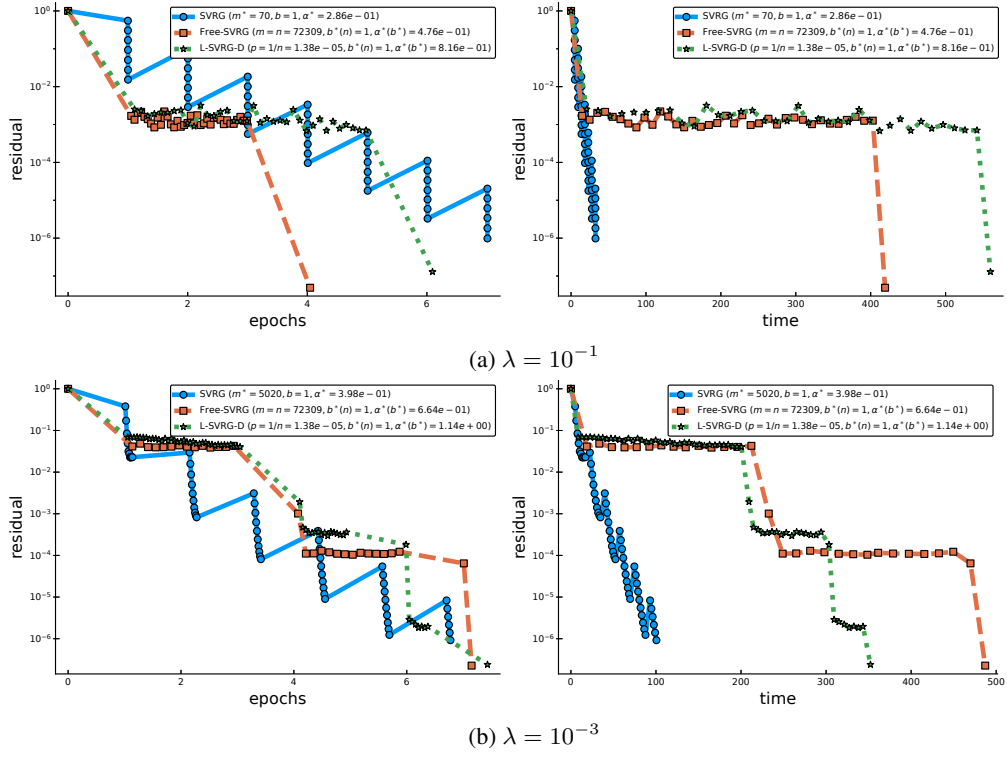 SVRG (m* = 70, b = 1, α* = 2.86e − 01)
Free-SVRG (m = n = 72309, b*(n) = 1, α*(b*) = 4.76e − 01)
L-SVRG-D (p = 1/n = 1.38e − 05, b*(n) = 1, α*(b*) = 8.16e − 01)
residual
10⁰
10⁻²
10⁻⁴
10⁻⁶
0 2 4 6
epochs
SVRG (m* = 70, b = 1, α* = 2.86e − 01)
Free-SVRG (m = n = 72309, b*(n) = 1, α*(b*) = 4.76e − 01)
L-SVRG-D (p = 1/n = 1.38e − 05, b*(n) = 1, α*(b*) = 8.16e − 01)
residual
10⁰
10⁻²
10⁻⁴
10⁻⁶
0 100 200 300 400 500
time
(a) λ = 10⁻¹
SVRG (m* = 5020, b = 1, α* = 3.98e − 01)
Free-SVRG (m = n = 72309, b*(n) = 1, α*(b*) = 6.64e − 01)
L-SVRG-D (p = 1/n = 1.38e − 05, b*(n) = 1, α*(b*) = 1.14e + 00)
residual
10⁰
10⁻¹
10⁻²
10⁻³
10⁻⁴
10⁻⁵
10⁻⁶
0 2 4 6
epochs
SVRG (m* = 5020, b = 1, α* = 3.98e − 01)
Free-SVRG (m = n = 72309, b*(n) = 1, α*(b*) = 6.64e − 01)
L-SVRG-D (p = 1/n = 1.38e − 05, b*(n) = 1, α*(b*) = 1.14e + 00)
residual
10⁰
10⁻¹
10⁻²
10⁻³
10⁻⁴
10⁻⁵
10⁻⁶
0 100 200 300 400 500
time
(b) λ = 10⁻³